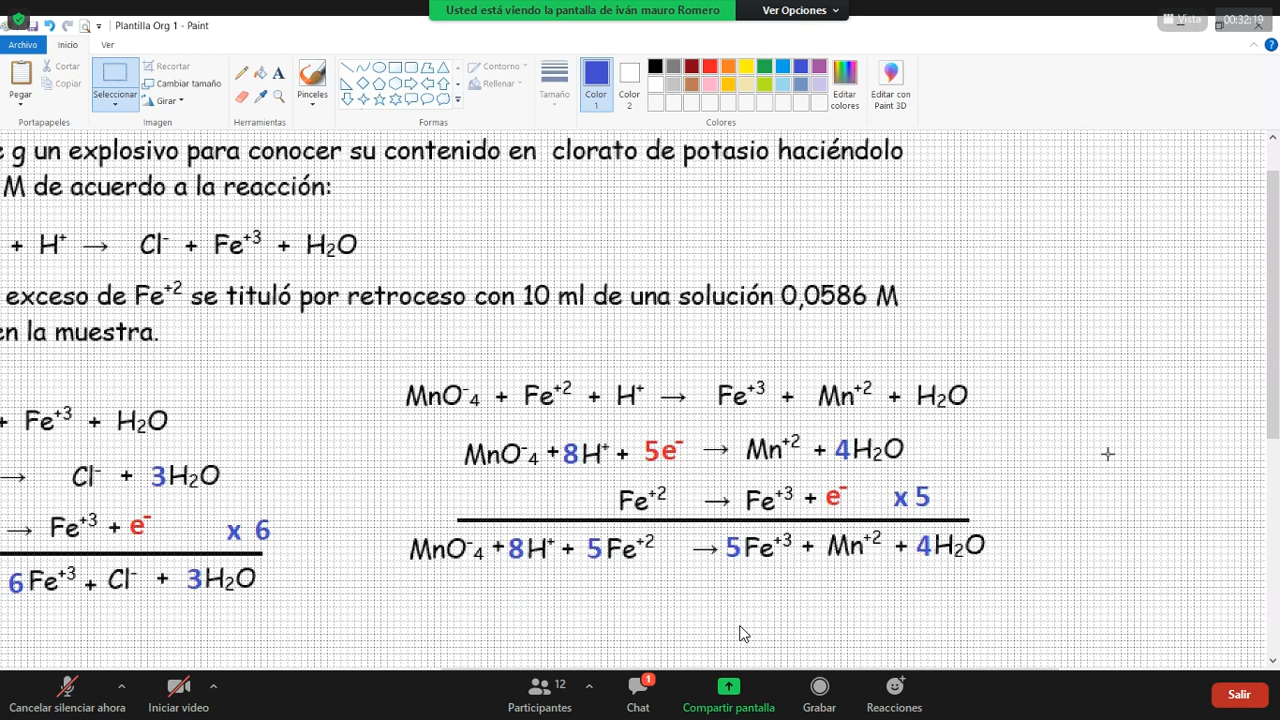 Usted está viendo la pantalla de iván mauro Romero
Ver Opciones
Vista
00:32:19
Plantilla Org 1 - Paint
Archivo Inicio Ver
Pegar
Cortar
Copiar
Portapapeles
Seleccionar
Recortar
Cambiar tamaño
Girar
Imagen
Herramientas
Pinceles
Contorno
Rellenar
Formas
Tamaño
Color 1
Color 2
Editar colores
Editar con Paint 3D
Colores
e g un explosivo para conocer su contenido en clorato de potasio haciéndolo
M de acuerdo a la reacción:
+ H⁺ → Cl⁻ + Fe⁺³ + H₂O
exceso de Fe⁺² se tituló por retroceso con 10 ml de una solución 0,0586 M
en la muestra.
+ Fe⁺³ + H₂O
→ Cl⁻ + 3H₂O
→ Fe⁺³ + e⁻ x 6
6Fe⁺³ + Cl⁻ + 3H₂O
MnO⁻₄ + Fe⁺² + H⁺ → Fe⁺³ + Mn⁺² + H₂O
MnO⁻₄ + 8H⁺ + 5e⁻ → Mn⁺² + 4H₂O
Fe⁺² → Fe⁺³ + e⁻ x 5
MnO⁻₄ + 8H⁺ + 5Fe⁺² → 5Fe⁺³ + Mn⁺² + 4H₂O
Cancelar silenciar ahora
Iniciar video
12
Participantes
1
Chat
Compartir pantalla
Grabar
Reacciones
Salir